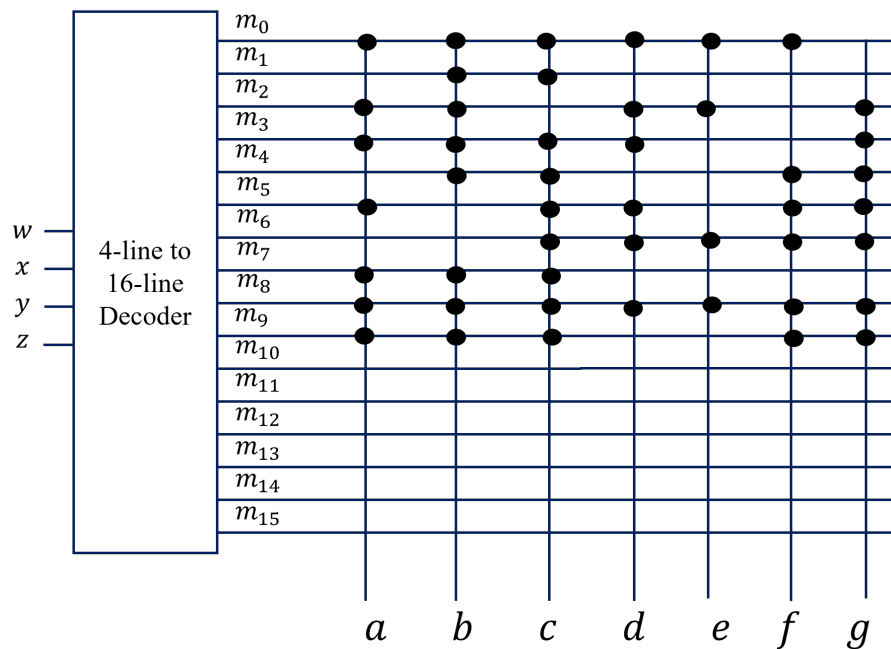 m₀
m₁
m₂
m₃
m₄
m₅
m₆
m₇
m₈
m₉
m₁₀
m₁₁
m₁₂
m₁₃
m₁₄
m₁₅
w
x
y
z
4-line to
16-line
Decoder
a b c d e f g